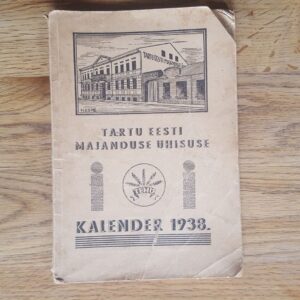 TARTU EESTI
MAJANDUSE ÜHISUSE
KALENDER 1938.